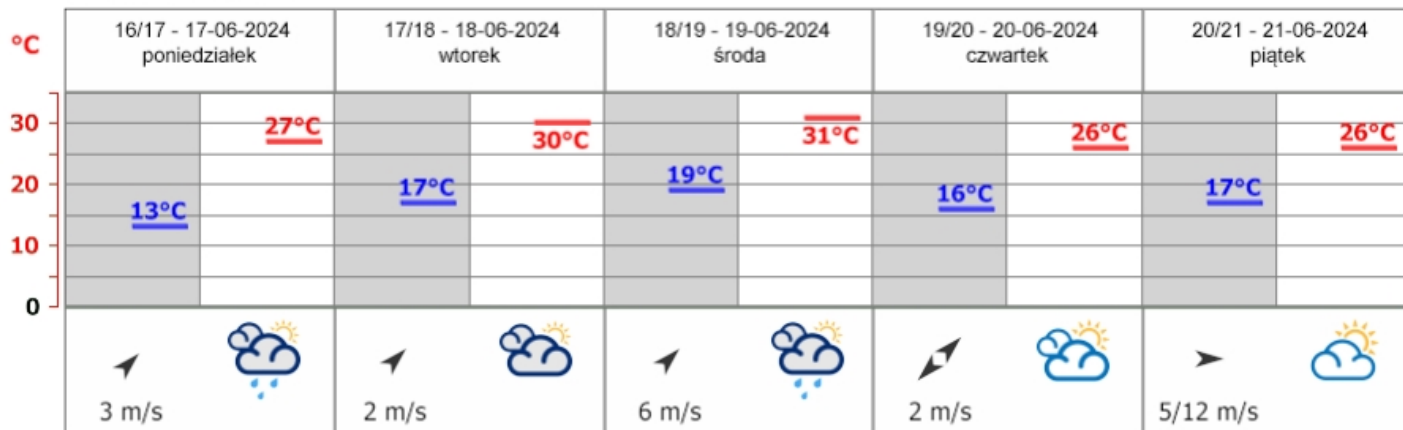 °C
16/17 - 17-06-2024
poniedziałek
17/18 - 18-06-2024
wtorek
18/19 - 19-06-2024
środa
19/20 - 20-06-2024
czwartek
20/21 - 21-06-2024
piątek
30
20
10
0
13°C
27°C
17°C
30°C
19°C
31°C
16°C
26°C
17°C
26°C
3 m/s
2 m/s
6 m/s
2 m/s
5/12 m/s